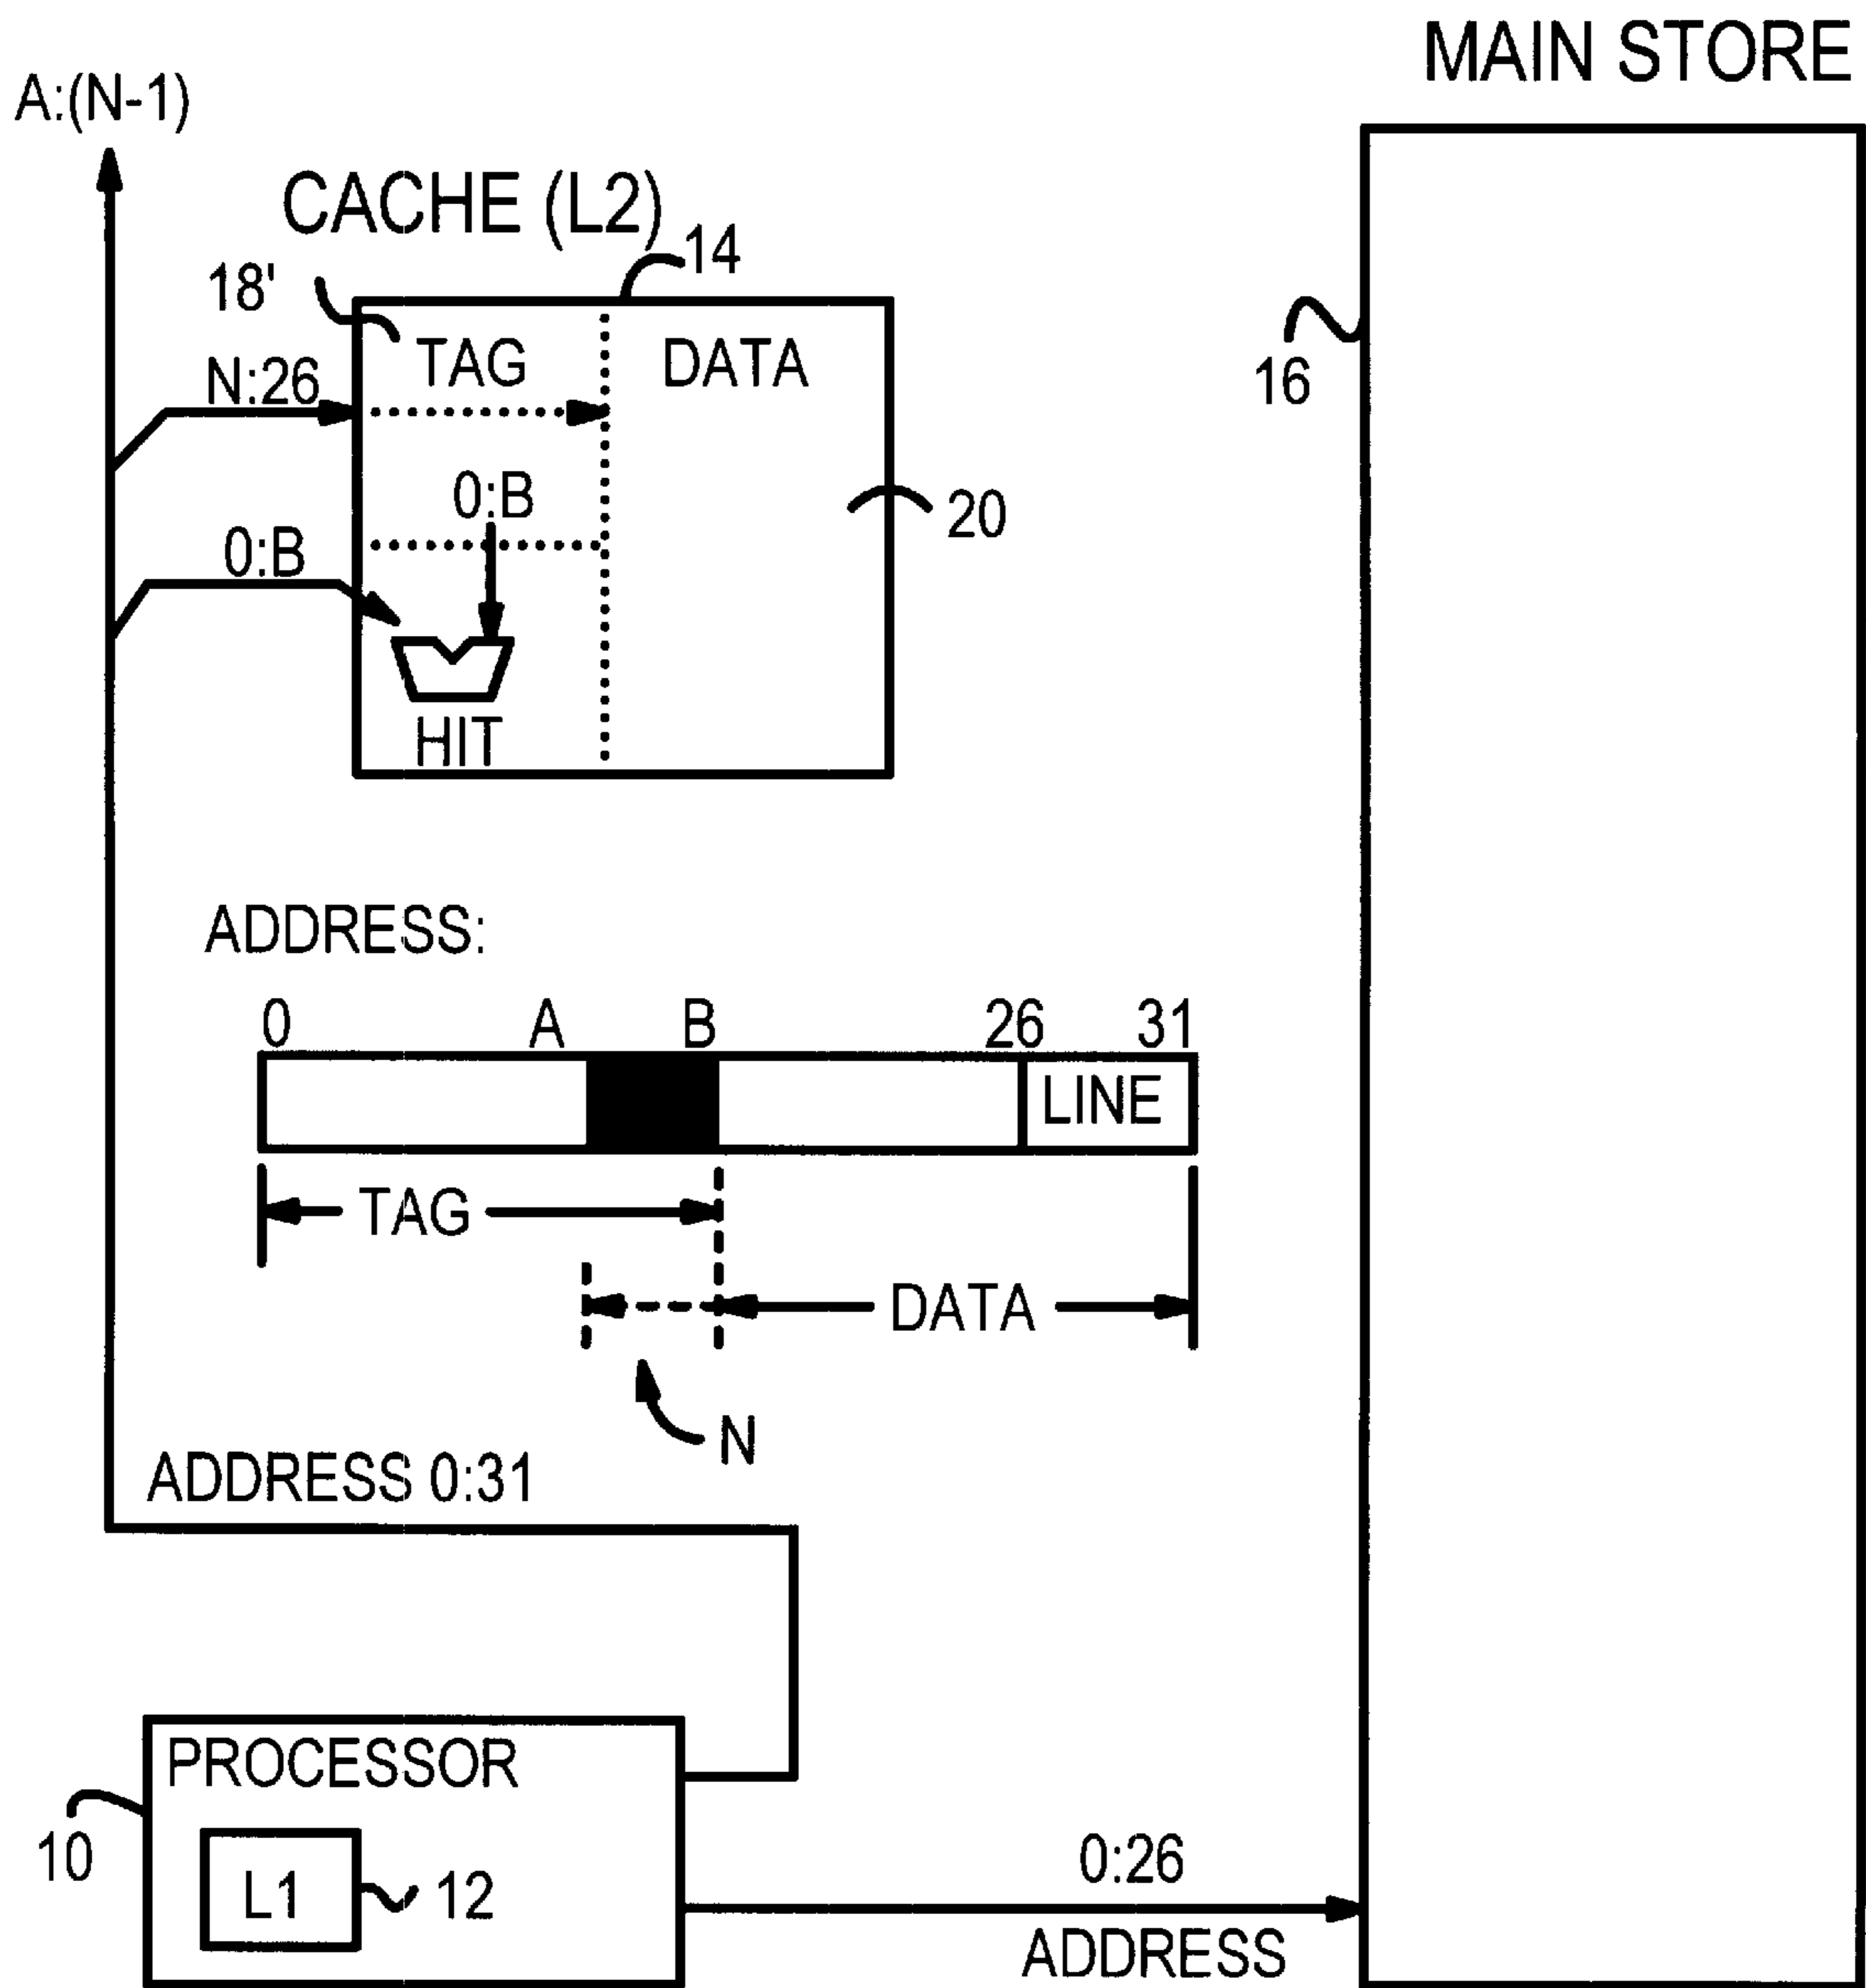 MAIN STORE
A:(N-1)
CACHE (L2)
14
18'
TAG
DATA
N:26
16
0:B
20
0:B
HIT
ADDRESS:
0
A
B
26
31
LINE
TAG
DATA
N
ADDRESS 0:31
PROCESSOR
10
L1
12
0:26
ADDRESS